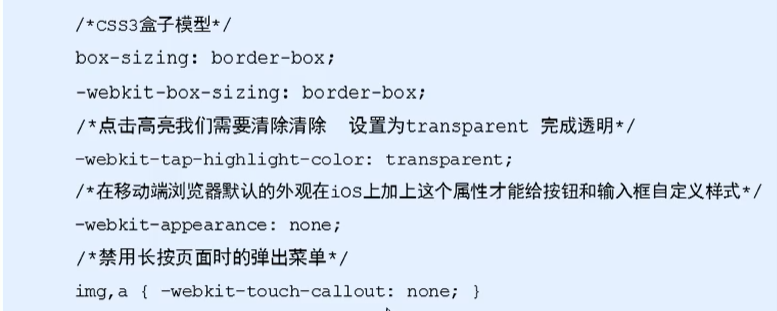 /*CSS3盒子模型*/
box-sizing: border-box;
-webkit-box-sizing: border-box;
/*点击高亮我们需要清除清除  设置为transparent 完成透明*/
-webkit-tap-highlight-color: transparent;
/*在移动端浏览器默认的外观在iOS上加上这个属性才能给按钮和输入框自定义样式*/
-webkit-appearance: none;
/*禁用长按页面时的弹出菜单*/
img,a { -webkit-touch-callout: none; }